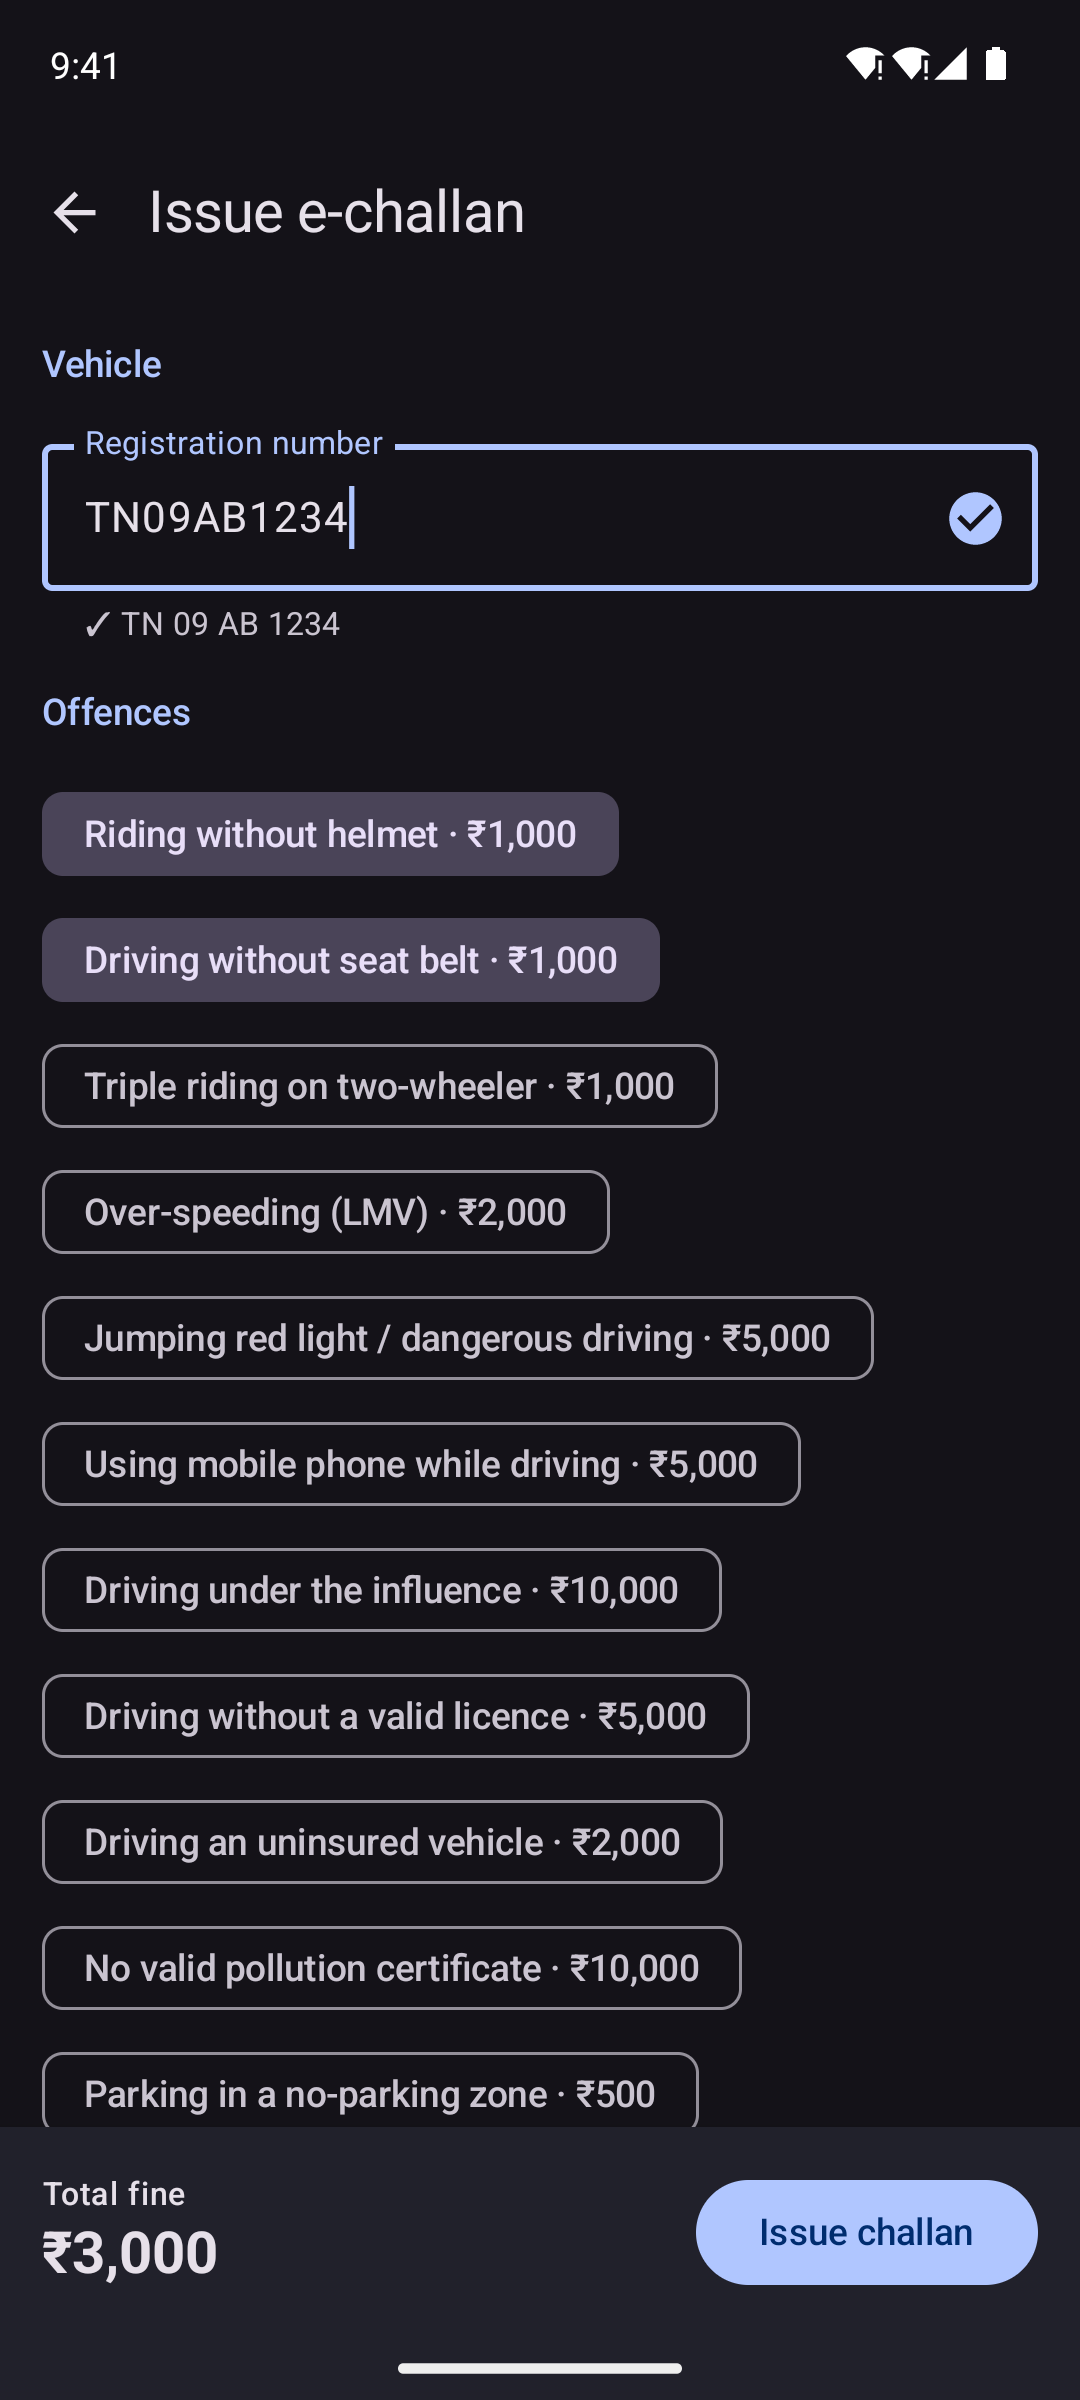 9:41
Issue e-challan
Vehicle
Registration number
TN09AB1234
✓ TN 09 AB 1234
Offences
Riding without helmet · ₹1,000
Driving without seat belt · ₹1,000
Triple riding on two-wheeler · ₹1,000
Over-speeding (LMV) · ₹2,000
Jumping red light / dangerous driving · ₹5,000
Using mobile phone while driving · ₹5,000
Driving under the influence · ₹10,000
Driving without a valid licence · ₹5,000
Driving an uninsured vehicle · ₹2,000
No valid pollution certificate · ₹10,000
Parking in a no-parking zone · ₹500
Total fine
₹3,000
Issue challan